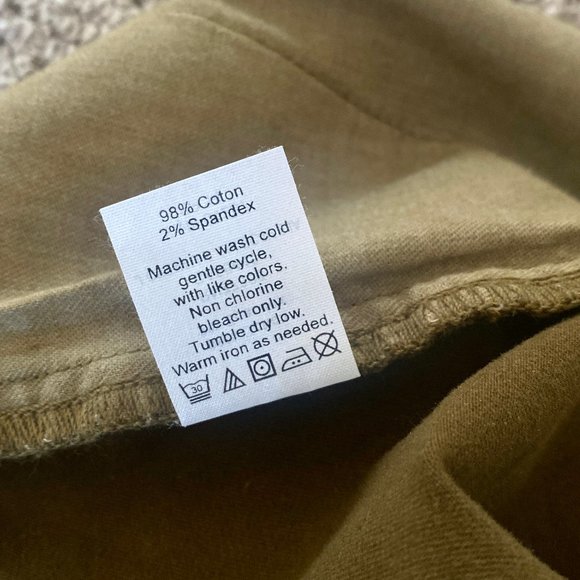 98% Coton
2% Spandex
Machine wash cold
gentle cycle,
with like colors.
Non chlorine
bleach only.
Tumble dry low.
Warm iron as needed.
30